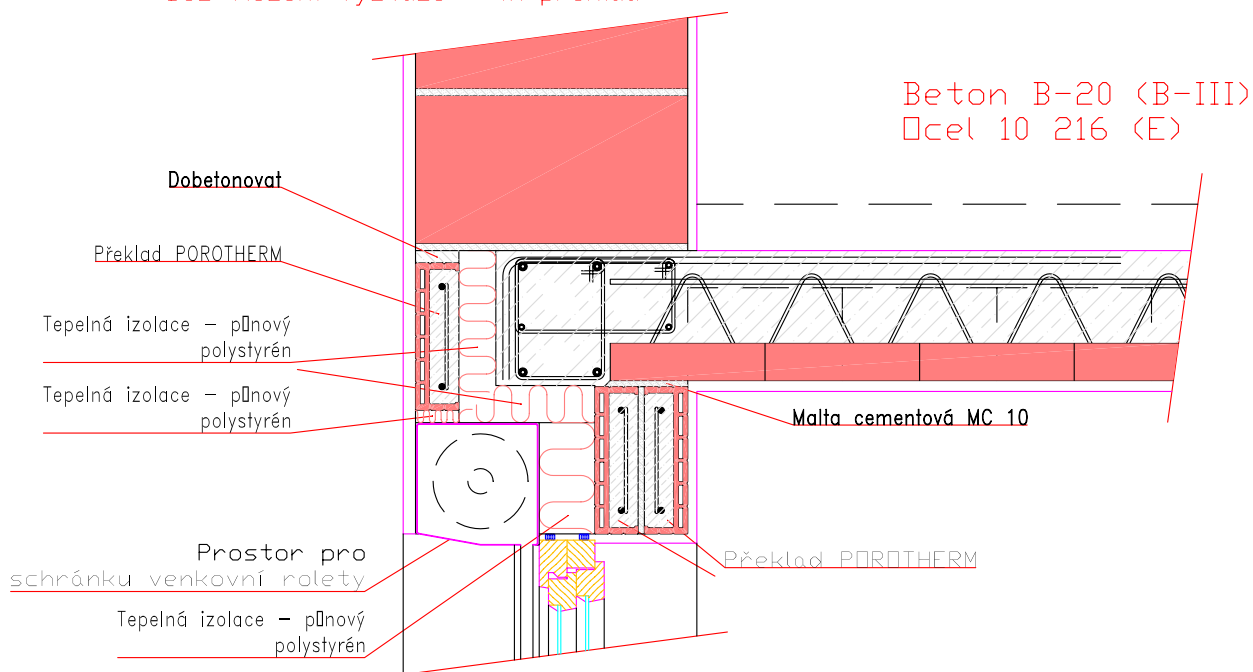 Beton B-20 (B-III)
Ocel 10 216 (E)
Dobetonovat
Překlad POROTHERM
Tepelná izolace – p▯nový
polystyrén
Tepelná izolace – p▯nový
polystyrén
Malta cementová MC 10
Prostor pro
schránku venkovní rolety
Překlad POROTHERM
Tepelná izolace – p▯nový
polystyrén